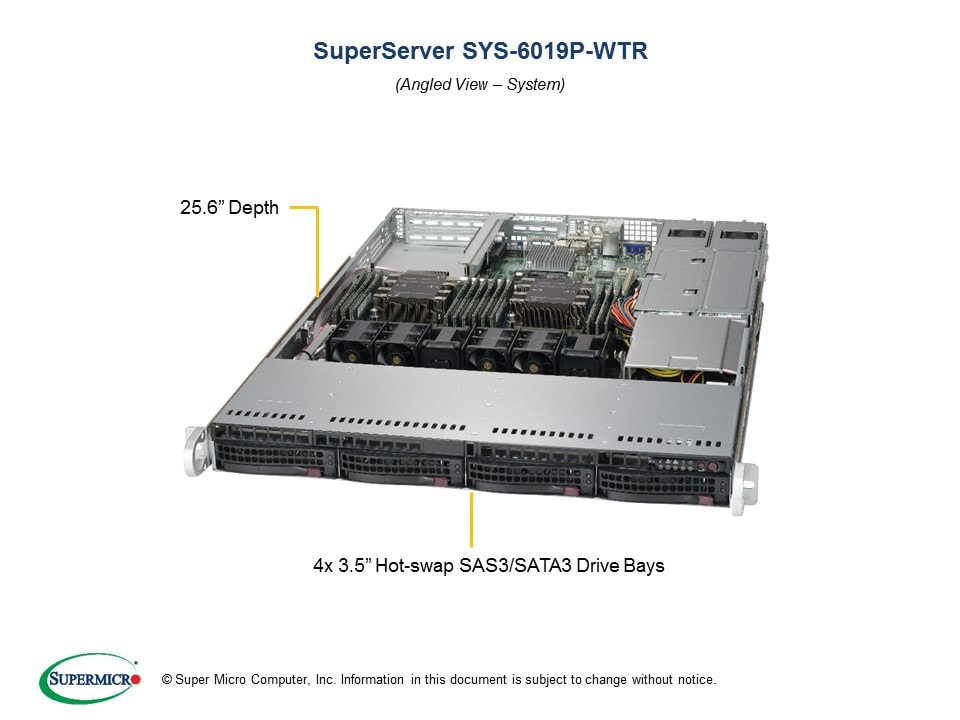 SuperServer SYS-6019P-WTR
(Angled View – System)
25.6” Depth
4x 3.5” Hot-swap SAS3/SATA3 Drive Bays
SUPERMICRO
© Super Micro Computer, Inc. Information in this document is subject to change without notice.